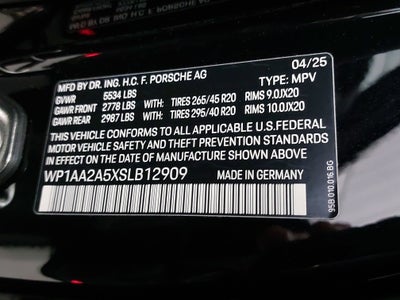 04/25
MFD BY DR. ING. H.C. F. PORSCHE AG
TYPE: MPV
GVWR 5534 LBS
GAWR FRONT 2778 LBS WITH: TIRES 265/45 R20 RIMS 9.0JX20
GAWR REAR 2987 LBS WITH: TIRES 295/40 R20 RIMS 10.0JX20
THIS VEHICLE CONFORMS TO ALL APPLICABLE U.S.FEDERAL
MOTOR VEHICLE SAFETY AND THEFT PREVENTION STANDARDS
IN EFFECT ON THE DATE OF MANUFACTURE SHOWN ABOVE
WP1AA2A5XSLB12909 MADE IN GERMANY
95B.010.016.BG